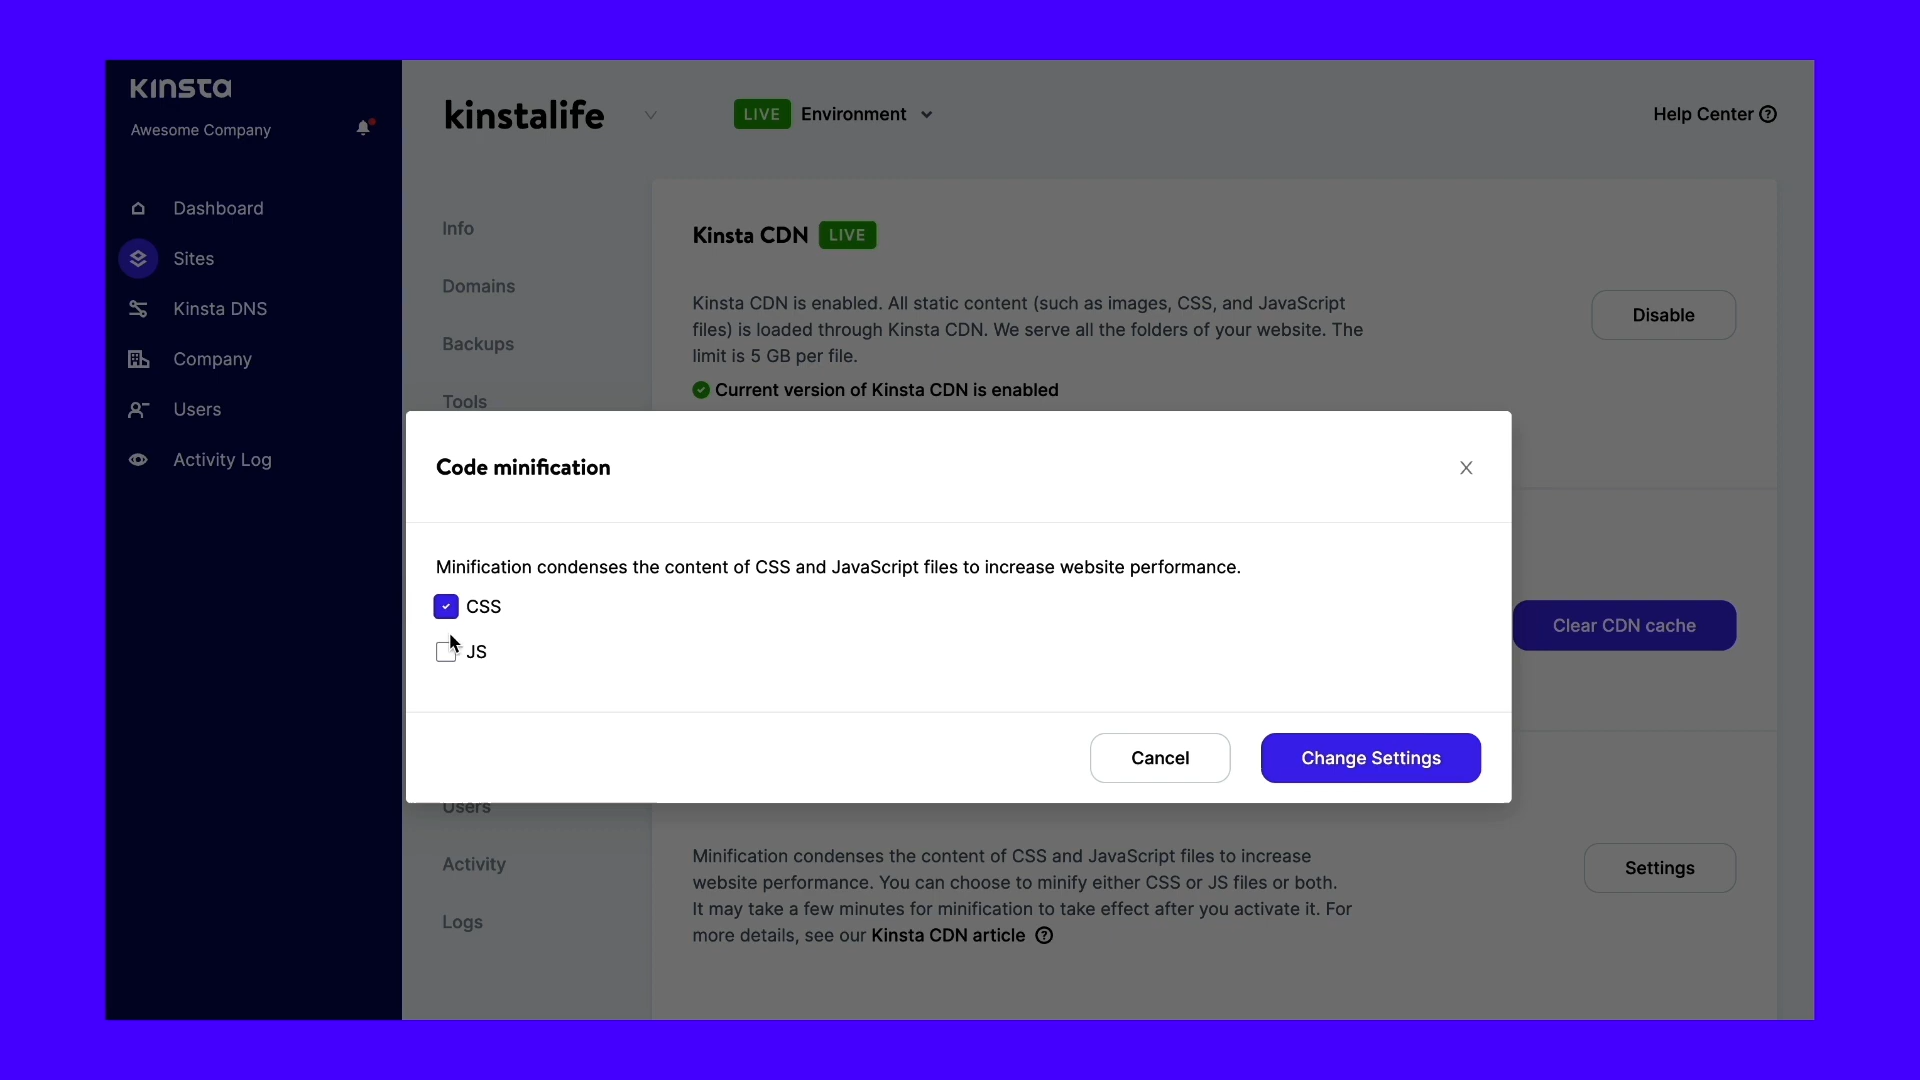 Kinsta
Awesome Company
Dashboard
Sites
Kinsta DNS
Company
Users
Activity Log
kinstalife
LIVE Environment
Help Center
Info
Domains
Backups
Tools
Users
Activity
Logs
Kinsta CDN LIVE
Kinsta CDN is enabled. All static content (such as images, CSS, and JavaScript
files) is loaded through Kinsta CDN. We serve all the folders of your website. The
limit is 5 GB per file.
Current version of Kinsta CDN is enabled
Disable
Code minification
Minification condenses the content of CSS and JavaScript files to increase website performance.
CSS
JS
Cancel
Change Settings
Clear CDN cache
Minification condenses the content of CSS and JavaScript files to increase
website performance. You can choose to minify either CSS or JS files or both.
It may take a few minutes for minification to take effect after you activate it. For
more details, see our Kinsta CDN article
Settings